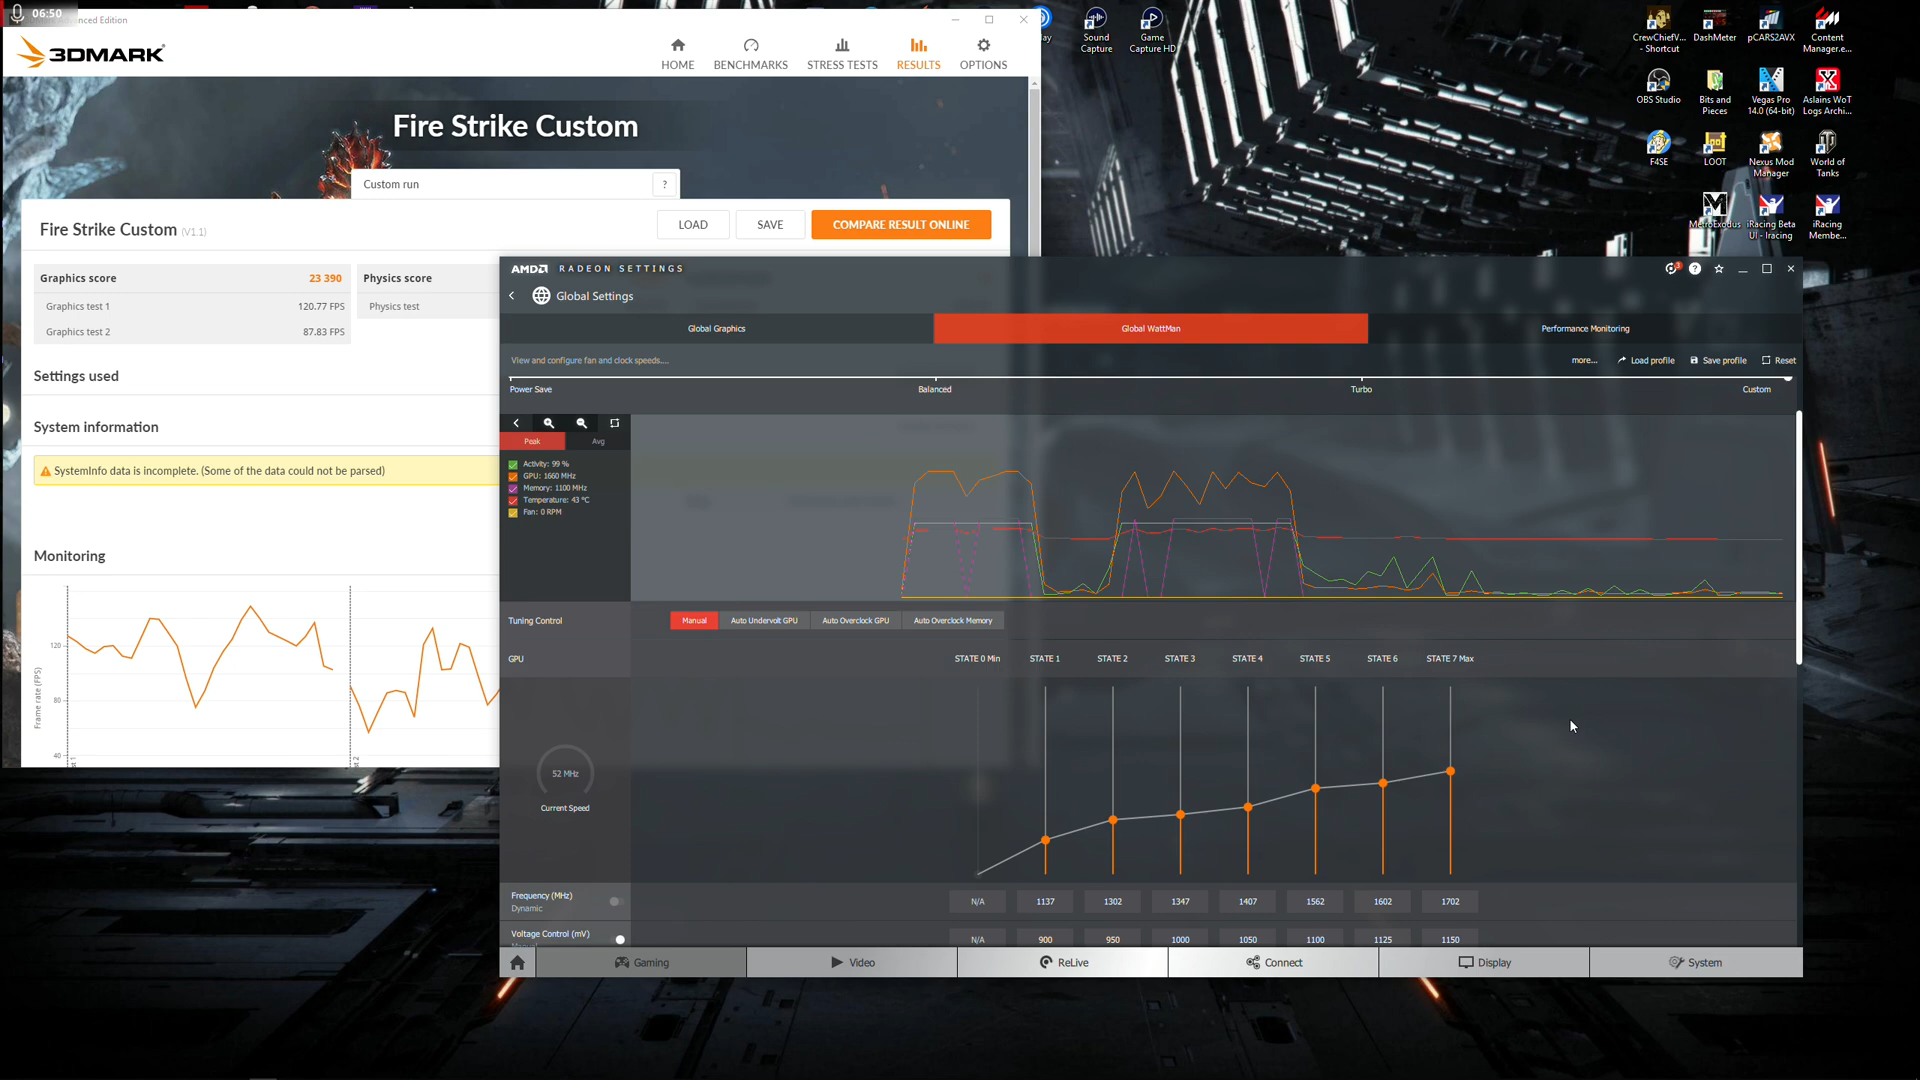 06:50
anced Edition
3DMARK
HOME
BENCHMARKS
STRESS TESTS
RESULTS
OPTIONS
Fire Strike Custom
Custom run
?
Fire Strike Custom (V1.1)
LOAD
SAVE
COMPARE RESULT ONLINE
Graphics score
23 390
Graphics test 1
120.77 FPS
Graphics test 2
87.83 FPS
Physics score
Physics test
Settings used
System information
SystemInfo data is incomplete. (Some of the data could not be parsed)
Monitoring
Frame rate (FPS)
120
80
40
Sound
Capture
Game
Capture HD
CrewChiefV...
- Shortcut
DashMeter
pCARS2AVX
Content
Manager.e...
OBS Studio
Bits and
Pieces
Vegas Pro
14.0 (64-bit)
Aslains WoT
Logs Archi...
F4SE
LOOT
Nexus Mod
Manager
World of
Tanks
MetroExodus
iRacing Beta
UI - Iracing
iRacing
Membe...
AMD
RADEON SETTINGS
Global Settings
Global Graphics
Global WattMan
Performance Monitoring
View and configure fan and clock speeds....
more...
Load profile
Save profile
Reset
Power Save
Balanced
Turbo
Custom
Peak
Avg
Activity: 99 %
GPU: 1660 MHz
Memory: 1100 MHz
Temperature: 43 °C
Fan: 0 RPM
Tuning Control
Manual
Auto Undervolt GPU
Auto Overclock GPU
Auto Overclock Memory
GPU
STATE 0 Min
STATE 1
STATE 2
STATE 3
STATE 4
STATE 5
STATE 6
STATE 7 Max
52 MHz
Current Speed
Frequency (MHz)
Dynamic
N/A
1137
1302
1347
1407
1562
1602
1702
Voltage Control (mV)
N/A
900
950
1000
1050
1100
1125
1150
Gaming
Video
ReLive
Connect
Display
System